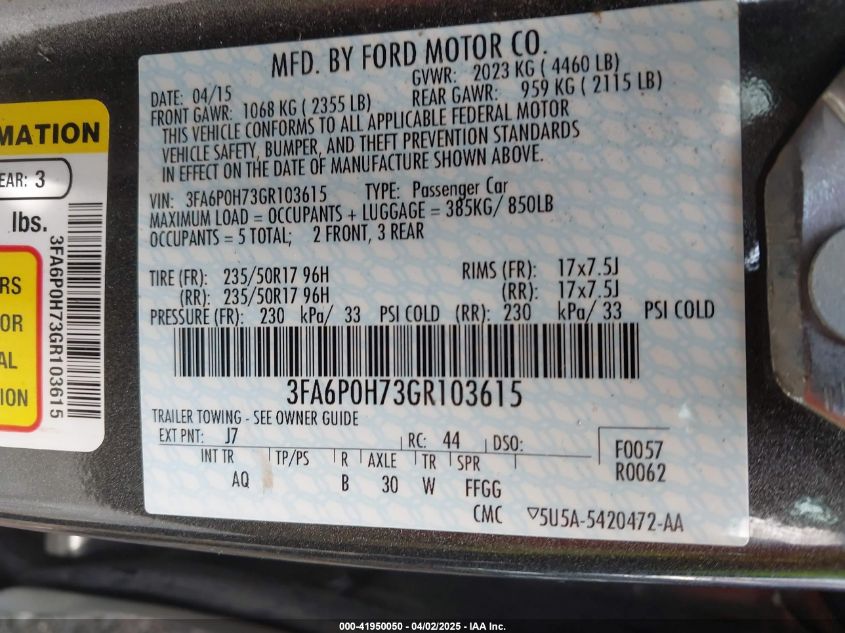 MFD. BY FORD MOTOR CO.
DATE: 04/15 GVWR: 2023 KG ( 4460 LB)
FRONT GAWR: 1068 KG ( 2355 LB) REAR GAWR: 959 KG ( 2115 LB)
THIS VEHICLE CONFORMS TO ALL APPLICABLE FEDERAL MOTOR
VEHICLE SAFETY, BUMPER, AND THEFT PREVENTION STANDARDS
IN EFFECT ON THE DATE OF MANUFACTURE SHOWN ABOVE.
VIN: 3FA6P0H73GR103615 TYPE: Passenger Car
MAXIMUM LOAD = OCCUPANTS + LUGGAGE = 385KG/ 850LB
OCCUPANTS = 5 TOTAL; 2 FRONT, 3 REAR
TIRE (FR): 235/50R17 96H RIMS (FR): 17x7.5J
(RR): 235/50R17 96H (RR): 17x7.5J
PRESSURE (FR): 230 kPa/ 33 PSI COLD (RR): 230 kPa/ 33 PSI COLD
3FA6P0H73GR103615
TRAILER TOWING - SEE OWNER GUIDE
EXT PNT: J7 RC: 44 DSO: F0057
R0062
INT TR TP/PS R AXLE TR SPR
AQ B 30 W FFGG
CMC ▽5U5A-5420472-AA
MATION
EAR: 3
lbs.
3FA6P0H73GR103615
RS
OR
AL
G
000-41950050 04/02/2025 - IAA Inc.